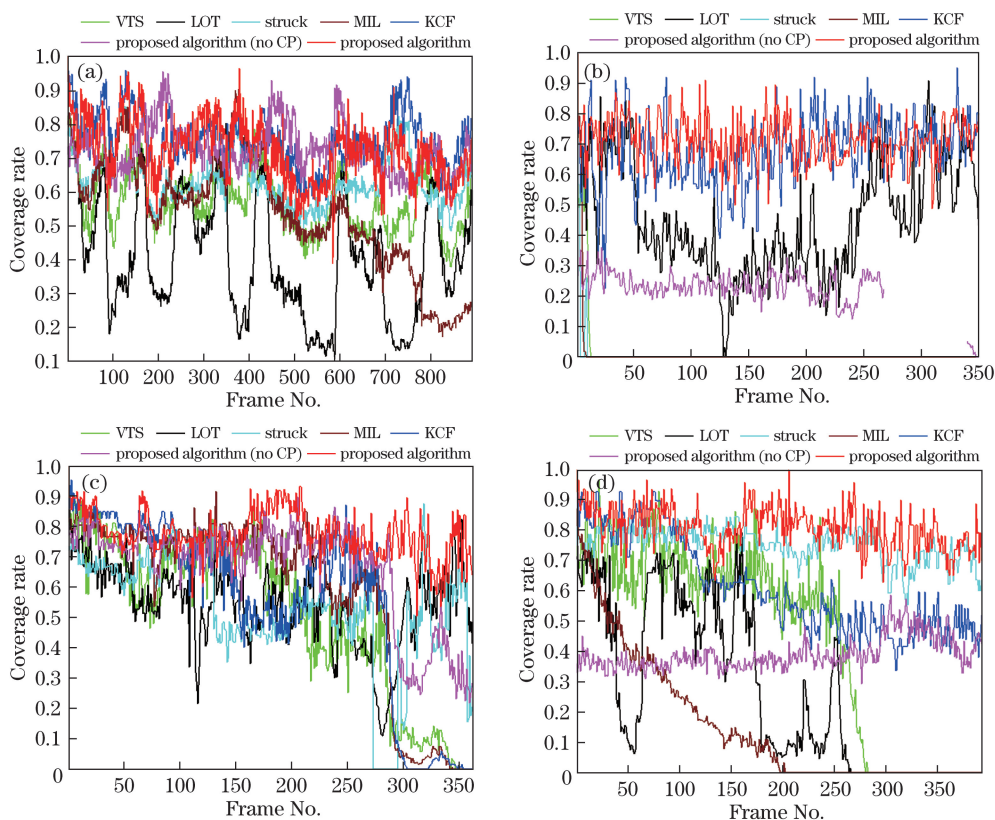 VTS LOT struck MIL KCF
proposed algorithm (no CP) proposed algorithm
(a)
1.0
0.9
0.8
0.7
0.6
0.5
0.4
0.3
0.2
0.1
Coverage rate
100 200 300 400 500 600 700 800
Frame No.
VTS LOT struck MIL KCF
proposed algorithm (no CP) proposed algorithm
(b)
1.0
0.9
0.8
0.7
0.6
0.5
0.4
0.3
0.2
0.1
0
Coverage rate
50 100 150 200 250 300 350
Frame No.
VTS LOT struck MIL KCF
proposed algorithm (no CP) proposed algorithm
(c)
1.0
0.9
0.8
0.7
0.6
0.5
0.4
0.3
0.2
0.1
0
Coverage rate
50 100 150 200 250 300 350
Frame No.
VTS LOT struck MIL KCF
proposed algorithm (no CP) proposed algorithm
(d)
1.0
0.9
0.8
0.7
0.6
0.5
0.4
0.3
0.2
0.1
0
Coverage rate
50 100 150 200 250 300 350
Frame No.